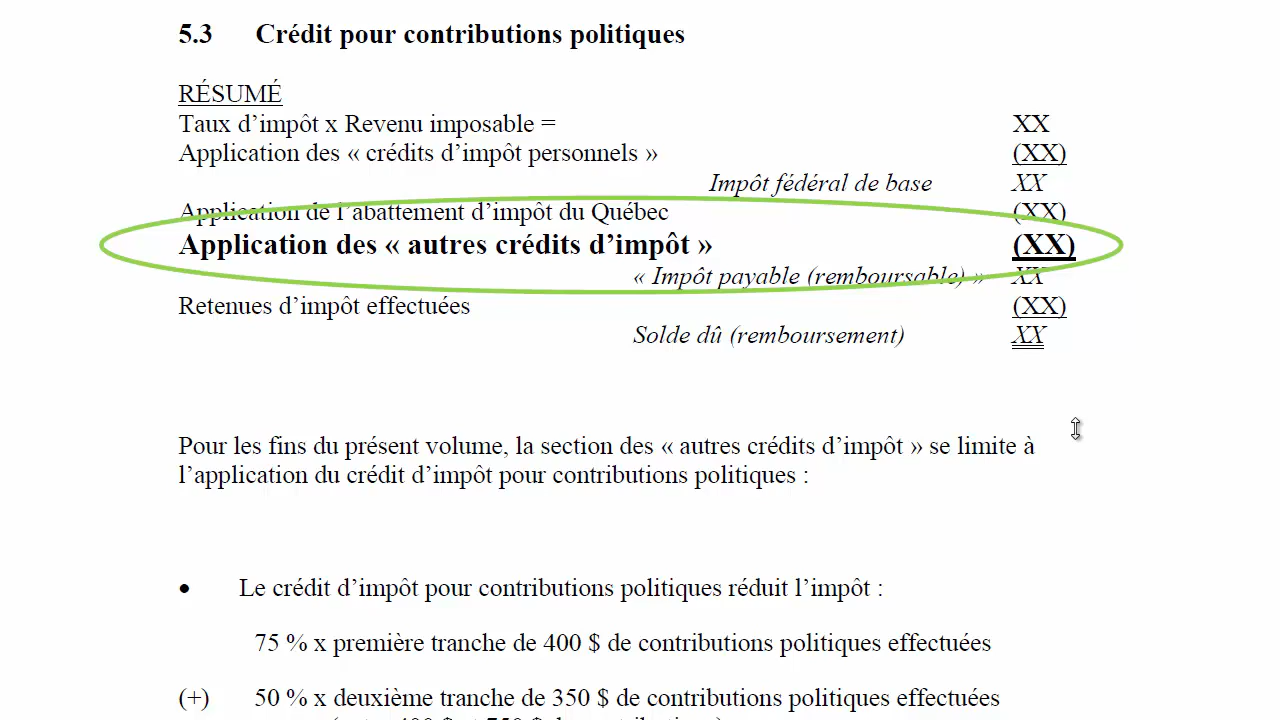 5.3 Crédit pour contributions politiques
RÉSUMÉ
Taux d’impôt x Revenu imposable = XX
Application des « crédits d’impôt personnels » (XX)
Impôt fédéral de base XX
Application de l’abattement d’impôt du Québec (XX)
Application des « autres crédits d’impôt » (XX)
« Impôt payable (remboursable) » XX
Retenues d’impôt effectuées (XX)
Solde dû (remboursement) XX
Pour les fins du présent volume, la section des « autres crédits d’impôt » se limite à
l’application du crédit d’impôt pour contributions politiques :
• Le crédit d’impôt pour contributions politiques réduit l’impôt :
75 % x première tranche de 400 $ de contributions politiques effectuées
(+) 50 % x deuxième tranche de 350 $ de contributions politiques effectuées